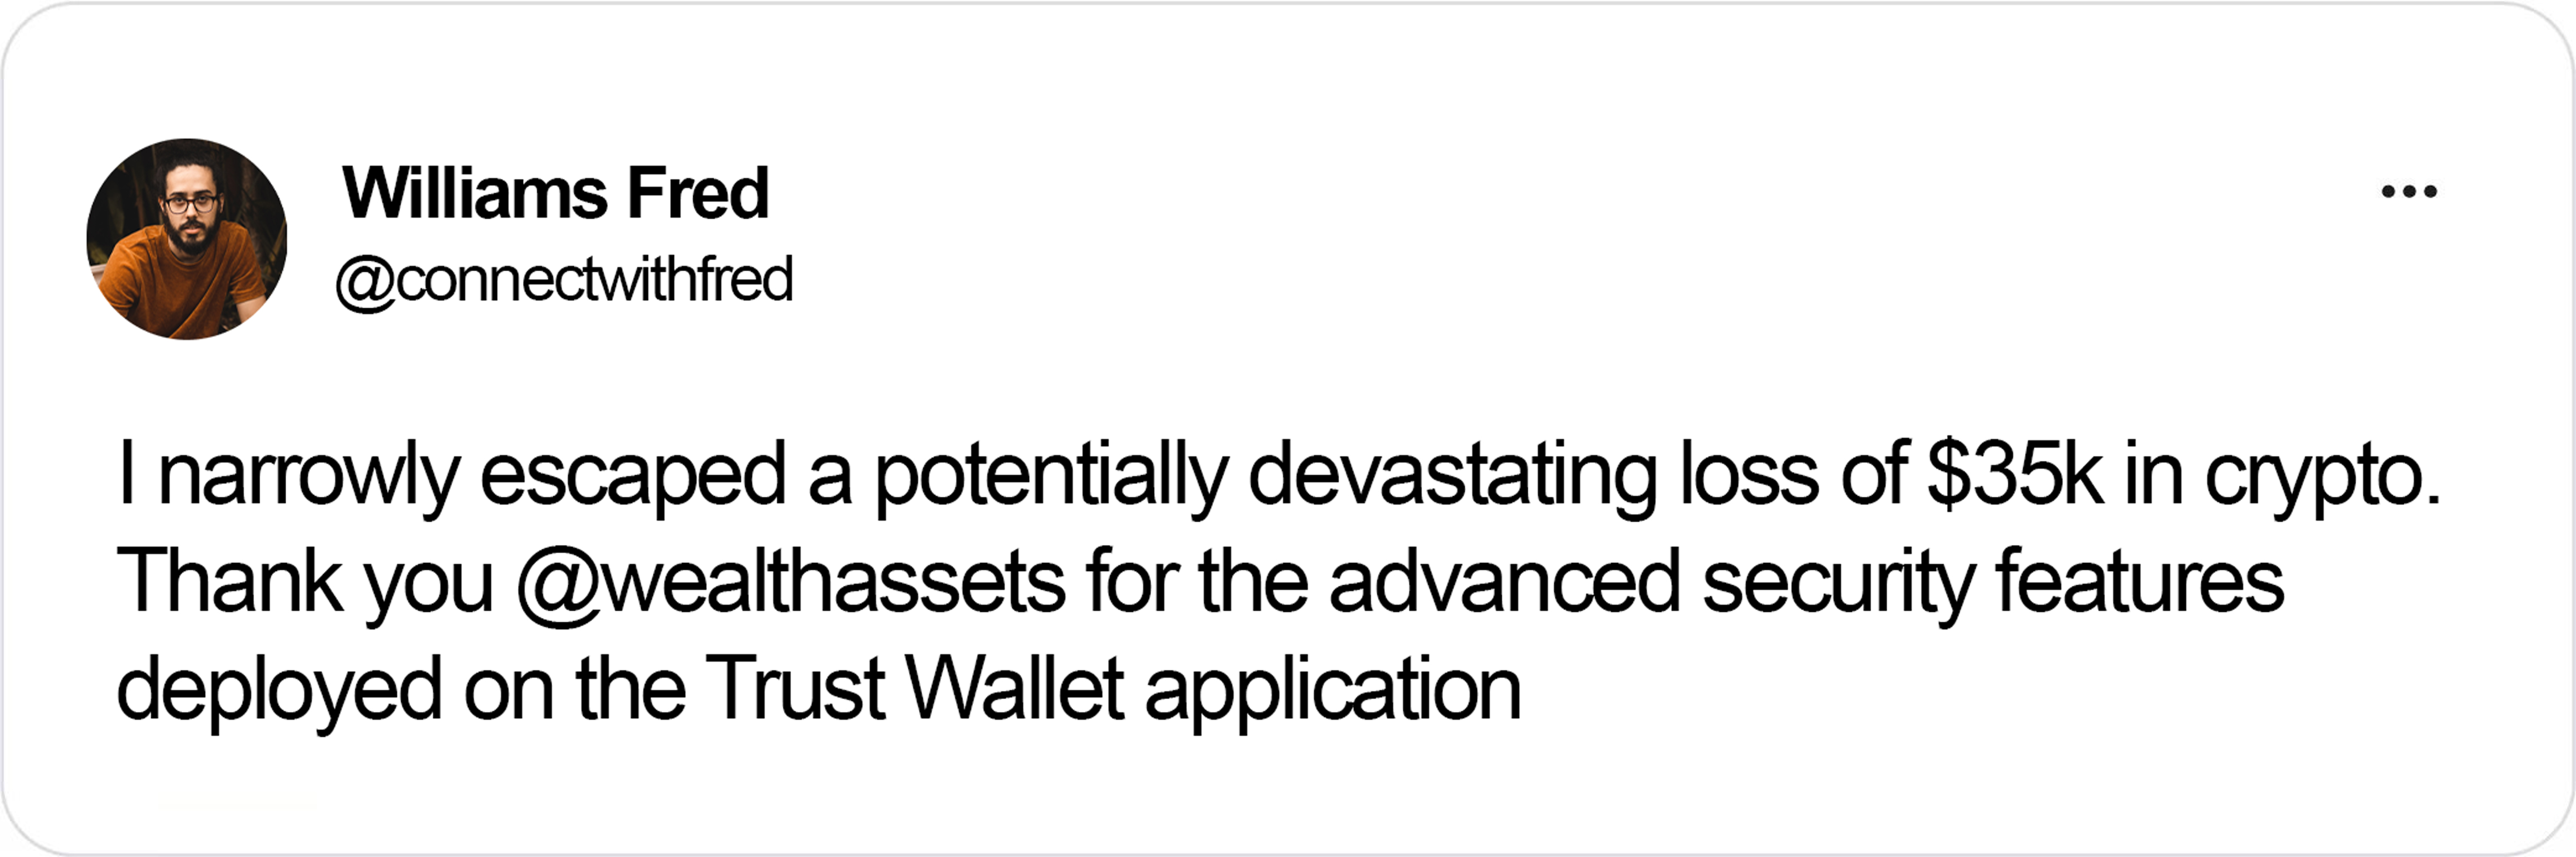 Williams Fred
@connectwithfred
I narrowly escaped a potentially devastating loss of $35k in crypto.
Thank you @wealthassets for the advanced security features
deployed on the Trust Wallet application